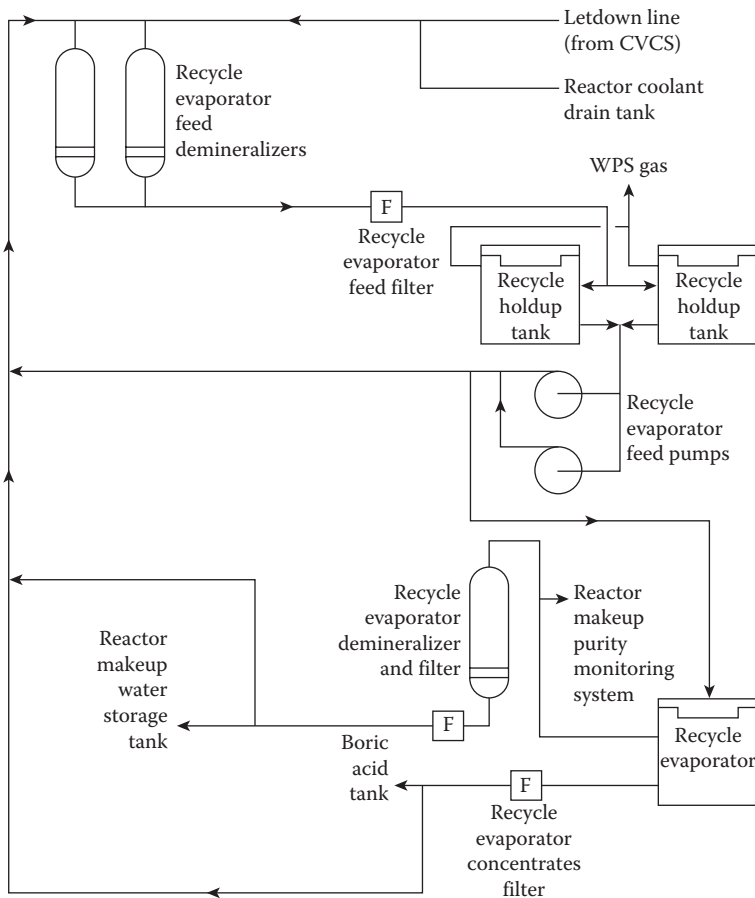 Letdown line
(from CVCS)
Recycle
evaporator
feed
demineralizers
Reactor coolant
drain tank
WPS gas
F
Recycle
evaporator
feed filter
Recycle
holdup
tank
Recycle
holdup
tank
Recycle
evaporator
feed pumps
Recycle
evaporator
demineralizer
and filter
Reactor
makeup
purity
monitoring
system
Reactor
makeup
water
storage
tank
F
Boric
acid
tank
Recycle
evaporator
F
Recycle
evaporator
concentrates
filter